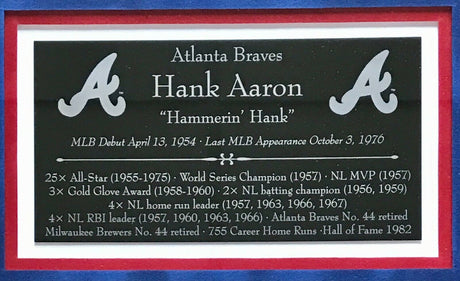 Atlanta Braves
Hank Aaron
"Hammerin' Hank"
MLB Debut April 13, 1954 · Last MLB Appearance October 3, 1976
25× All-Star (1955-1975) · World Series Champion (1957) · NL MVP (1957)
3× Gold Glove Award (1958-1960) · 2× NL batting champion (1956, 1959)
4× NL home run leader (1957, 1963, 1966, 1967)
4× NL RBI leader (1957, 1960, 1963, 1966) · Atlanta Braves No. 44 retired
Milwaukee Brewers No. 44 retired · 755 Career Home Runs · Hall of Fame 1982